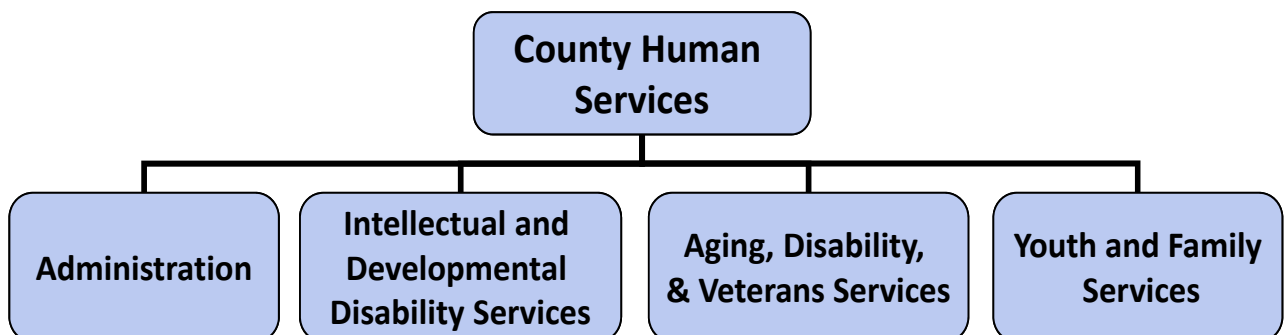 County Human
Services
Administration
Intellectual and
Developmental
Disability Services
Aging, Disability,
& Veterans Services
Youth and Family
Services